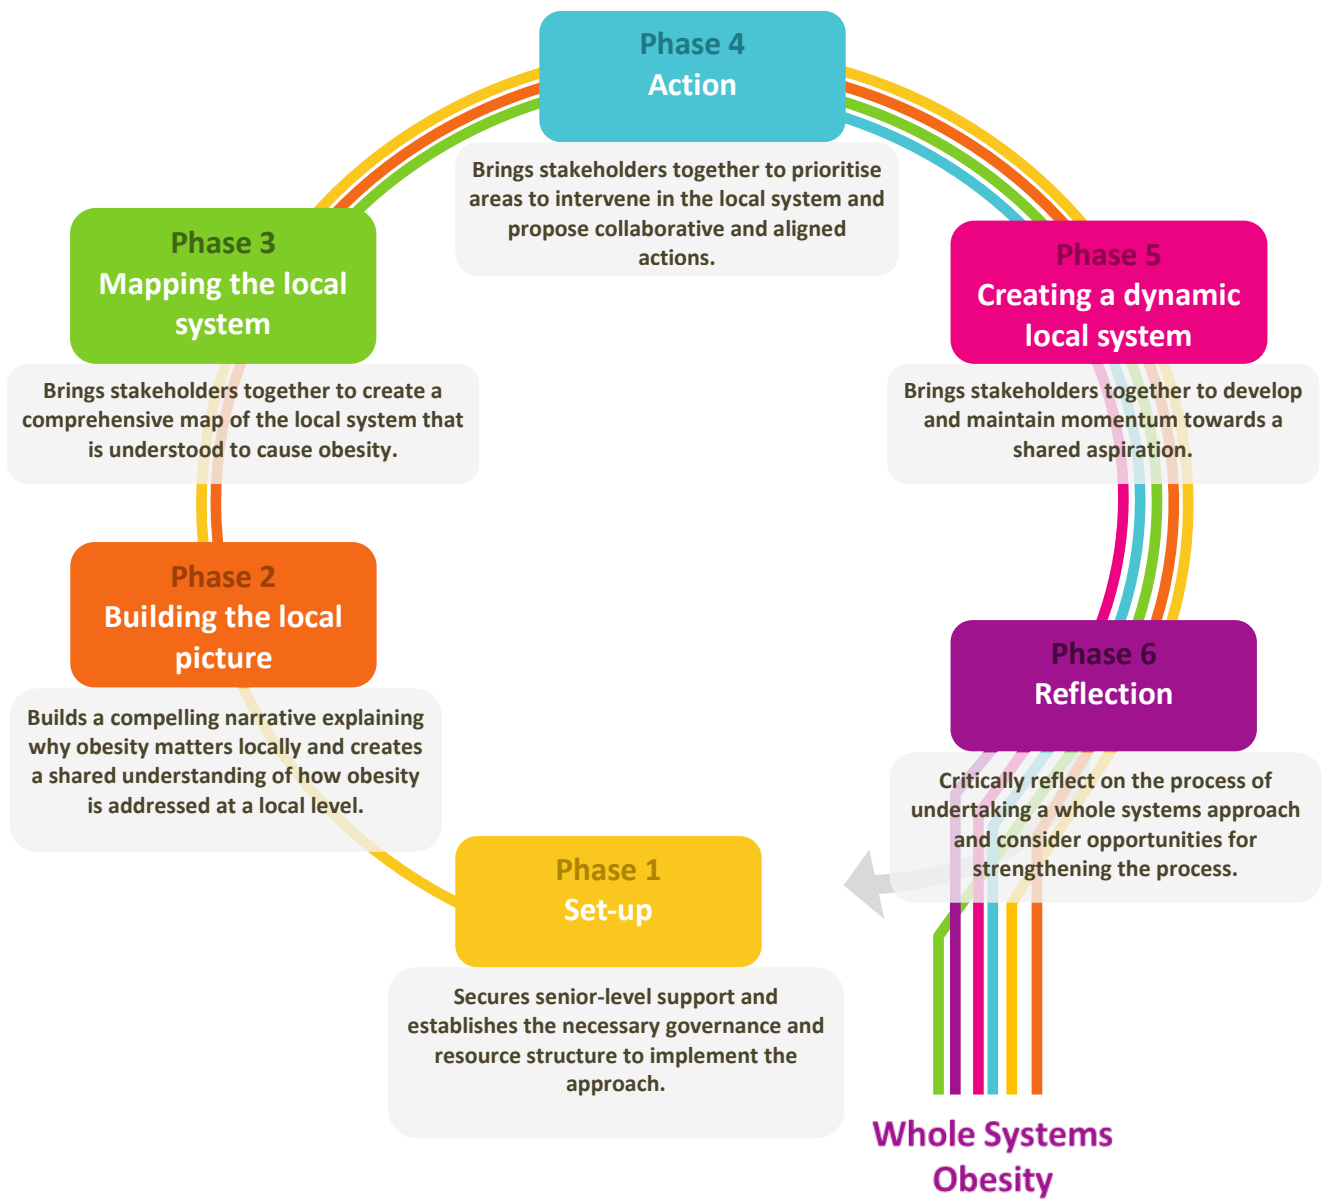 Phase 4
Action
Brings stakeholders together to prioritise
areas to intervene in the local system and
propose collaborative and aligned
actions.
Phase 3
Mapping the local
system
Brings stakeholders together to create a
comprehensive map of the local system that
is understood to cause obesity.
Phase 5
Creating a dynamic
local system
Brings stakeholders together to develop
and maintain momentum towards a
shared aspiration.
Phase 2
Building the local
picture
Builds a compelling narrative explaining
why obesity matters locally and creates
a shared understanding of how obesity
is addressed at a local level.
Phase 6
Reflection
Critically reflect on the process of
undertaking a whole systems approach
and consider opportunities for
strengthening the process.
Phase 1
Set-up
Secures senior-level support and
establishes the necessary governance and
resource structure to implement the
approach.
Whole Systems
Obesity